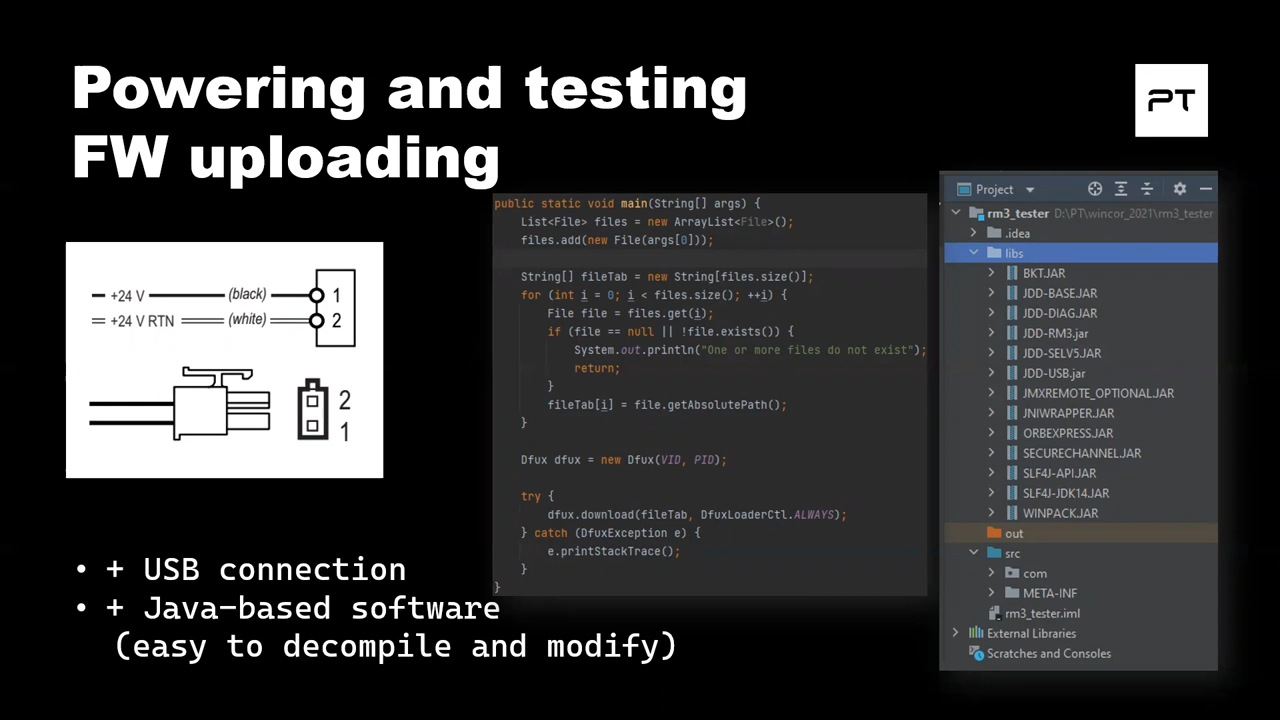 Powering and testing
FW uploading
PT
+24 V (black) 1
+24 V RTN (white) 2
2
1
• + USB connection
• + Java-based software
(easy to decompile and modify)
public static void main(String[] args) {
List<File> files = new ArrayList<File>();
files.add(new File(args[0]));
String[] fileTab = new String[files.size()];
for (int i = 0; i < files.size(); ++i) {
File file = files.get(i);
if (file == null || !file.exists()) {
System.out.println("One or more files do not exist");
return;
}
fileTab[i] = file.getAbsolutePath();
}
Dfux dfux = new Dfux(VID, PID);
try {
dfux.download(fileTab, DfuxLoaderCtl.ALWAYS);
} catch (DfuxException e) {
e.printStackTrace();
}
}
Project
rm3_tester D:\PT\wincor_2021\rm3_tester
.idea
libs
BKT.JAR
JDD-BASE.JAR
JDD-DIAG.JAR
JDD-RM3.jar
JDD-SELV5.JAR
JDD-USB.jar
JMXREMOTE_OPTIONAL.JAR
JNIWRAPPER.JAR
ORBEXPRESS.JAR
SECURECHANNEL.JAR
SLF4J-API.JAR
SLF4J-JDK14.JAR
WINPACK.JAR
out
src
com
META-INF
rm3_tester.iml
External Libraries
Scratches and Consoles